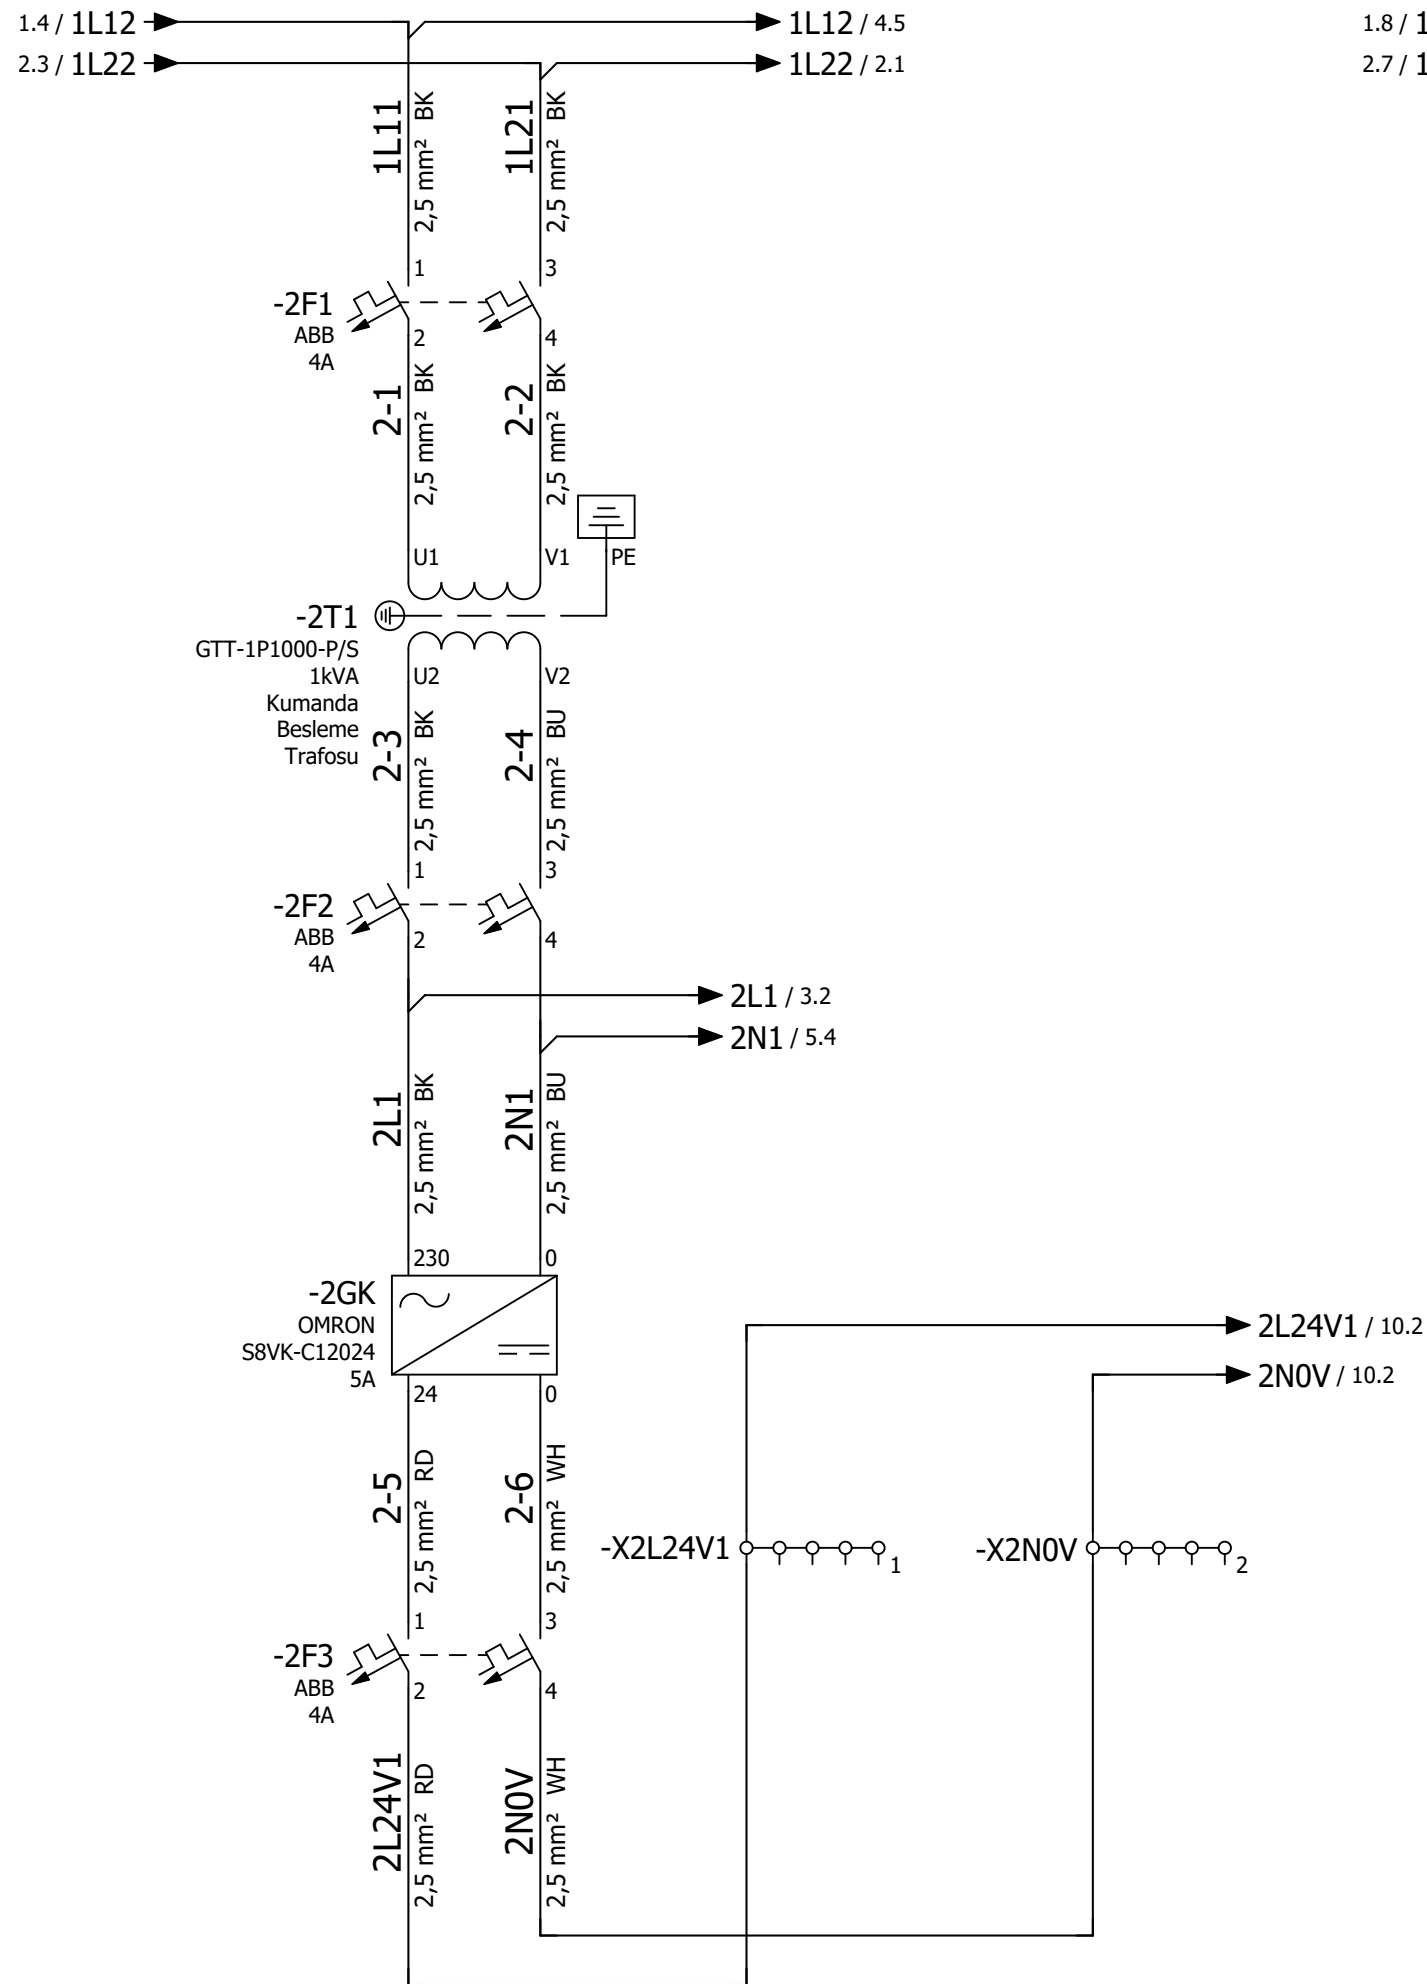 1.4 / 1L12
1L12 / 4.5
1.8 / 1
2.3 / 1L22
1L22 / 2.1
2.7 / 1
1L11
2,5 mm² BK
1L21
2,5 mm² BK
1
3
-2F1
ABB
4A
2
4
2-1
2,5 mm² BK
2-2
2,5 mm² BK
U1
V1
PE
-2T1
GTT-1P1000-P/S
1kVA
Kumanda
Besleme
Trafosu
U2
V2
2-3
2,5 mm² BK
2-4
2,5 mm² BU
1
3
-2F2
ABB
4A
2
4
2L1 / 3.2
2N1 / 5.4
2L1
2,5 mm² BK
2N1
2,5 mm² BU
230
0
-2GK
OMRON
S8VK-C12024
5A
24
0
2L24V1 / 10.2
2N0V / 10.2
2-5
2,5 mm² RD
2-6
2,5 mm² WH
-X2L24V1
1
-X2N0V
2
1
3
-2F3
ABB
4A
2
4
2L24V1
2,5 mm² RD
2N0V
2,5 mm² WH